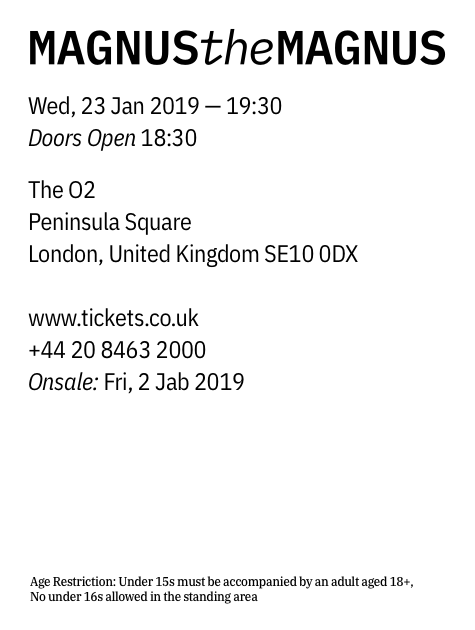 MAGNUStheMAGNUS
Wed, 23 Jan 2019 — 19:30
Doors Open 18:30
The O2
Peninsula Square
London, United Kingdom SE10 0DX
www.tickets.co.uk
+44 20 8463 2000
Onsale: Fri, 2 Jab 2019
Age Restriction: Under 15s must be accompanied by an adult aged 18+,
No under 16s allowed in the standing area